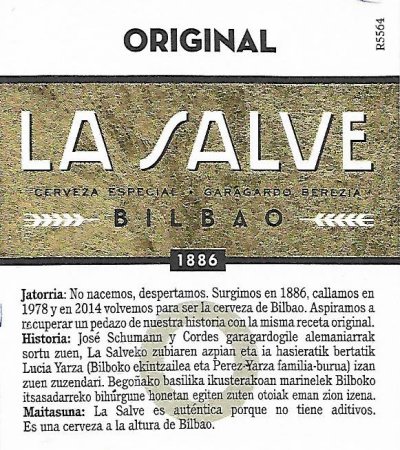 ORIGINAL
R5564
LA SALVE
CERVEZA ESPECIAL • GARAGARDO BEREZIA
BILBAO
1886
Jatorria: No nacemos, despertamos. Surgimos en 1886, callamos en
1978 y en 2014 volvemos para ser la cerveza de Bilbao. Aspiramos a
recuperar un pedazo de nuestra historia con la misma receta original.
Historia: José Schumann y Cordes garagardogile alemaniarrak
sortu zuen, La Salveko zubiaren azpian eta ia hasieratik bertatik
Lucia Yarza (Bilboko ekintzailea eta Perez-Yarza familia-burua) izan
zuen zuzendari. Begoñako basilika ikusterakoan marinelek Bilboko
itsasadarreko bihúrgune honetan egiten zuten otoiak eman zion izena.
Maitasuna: La Salve es auténtica porque no tiene aditivos.
Es una cerveza a la altura de Bilbao.